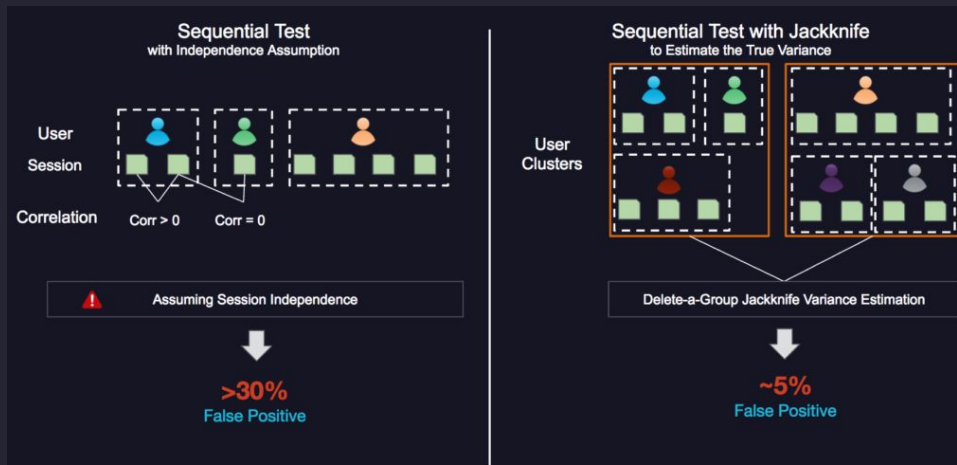 Sequential Test
with Independence Assumption
User
Session
Correlation
Corr > 0
Corr = 0
Assuming Session Independence
>30%
False Positive
Sequential Test with Jackknife
to Estimate the True Variance
User
Clusters
Delete-a-Group Jackknife Variance Estimation
~5%
False Positive